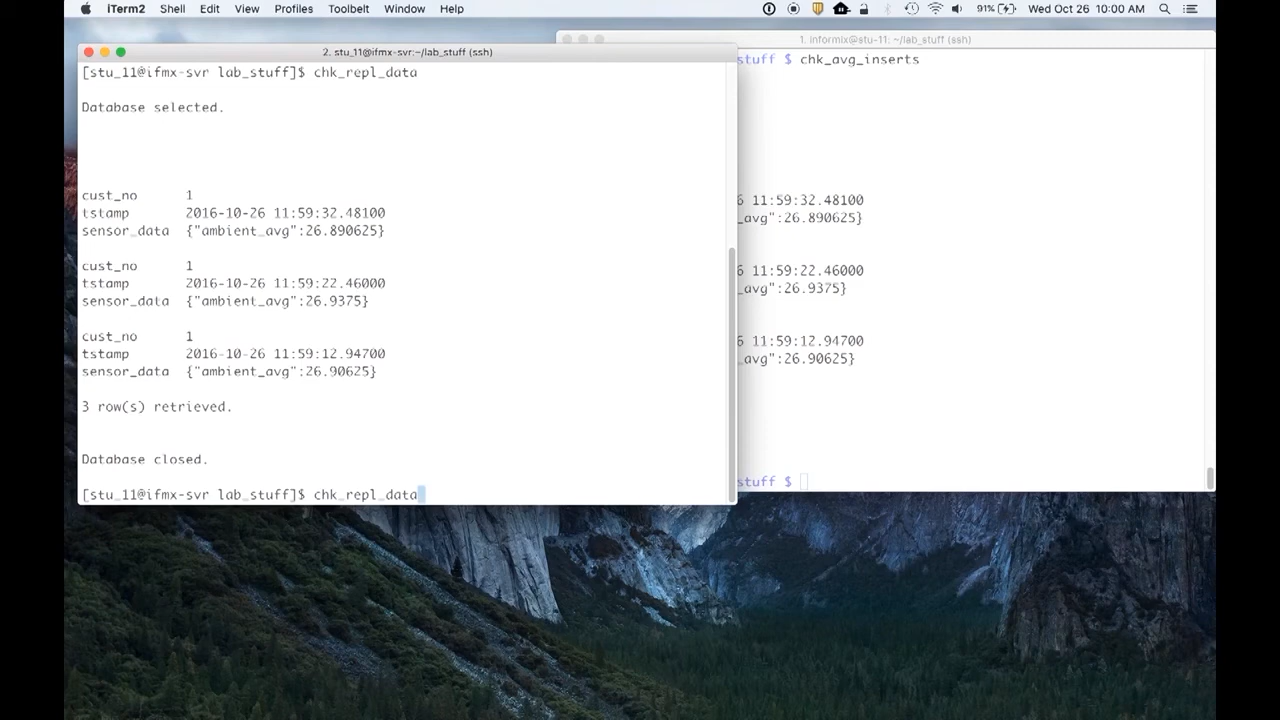 iTerm2 Shell Edit View Profiles Toolbelt Window Help 91% Wed Oct 26 10:00 AM
1. informix@stu-11: ~/lab_stuff (ssh)
2. stu_11@ifmx-svr:~/lab_stuff (ssh)
[stu_11@ifmx-svr lab_stuff]$ chk_repl_data
Database selected.
cust_no 1
tstamp 2016-10-26 11:59:32.48100
sensor_data {"ambient_avg":26.890625}
cust_no 1
tstamp 2016-10-26 11:59:22.46000
sensor_data {"ambient_avg":26.9375}
cust_no 1
tstamp 2016-10-26 11:59:12.94700
sensor_data {"ambient_avg":26.90625}
3 row(s) retrieved.
Database closed.
[stu_11@ifmx-svr lab_stuff]$ chk_repl_data
stuff $ chk_avg_inserts
6 11:59:32.48100
_avg":26.890625}
6 11:59:22.46000
_avg":26.9375}
6 11:59:12.94700
_avg":26.90625}
stuff $